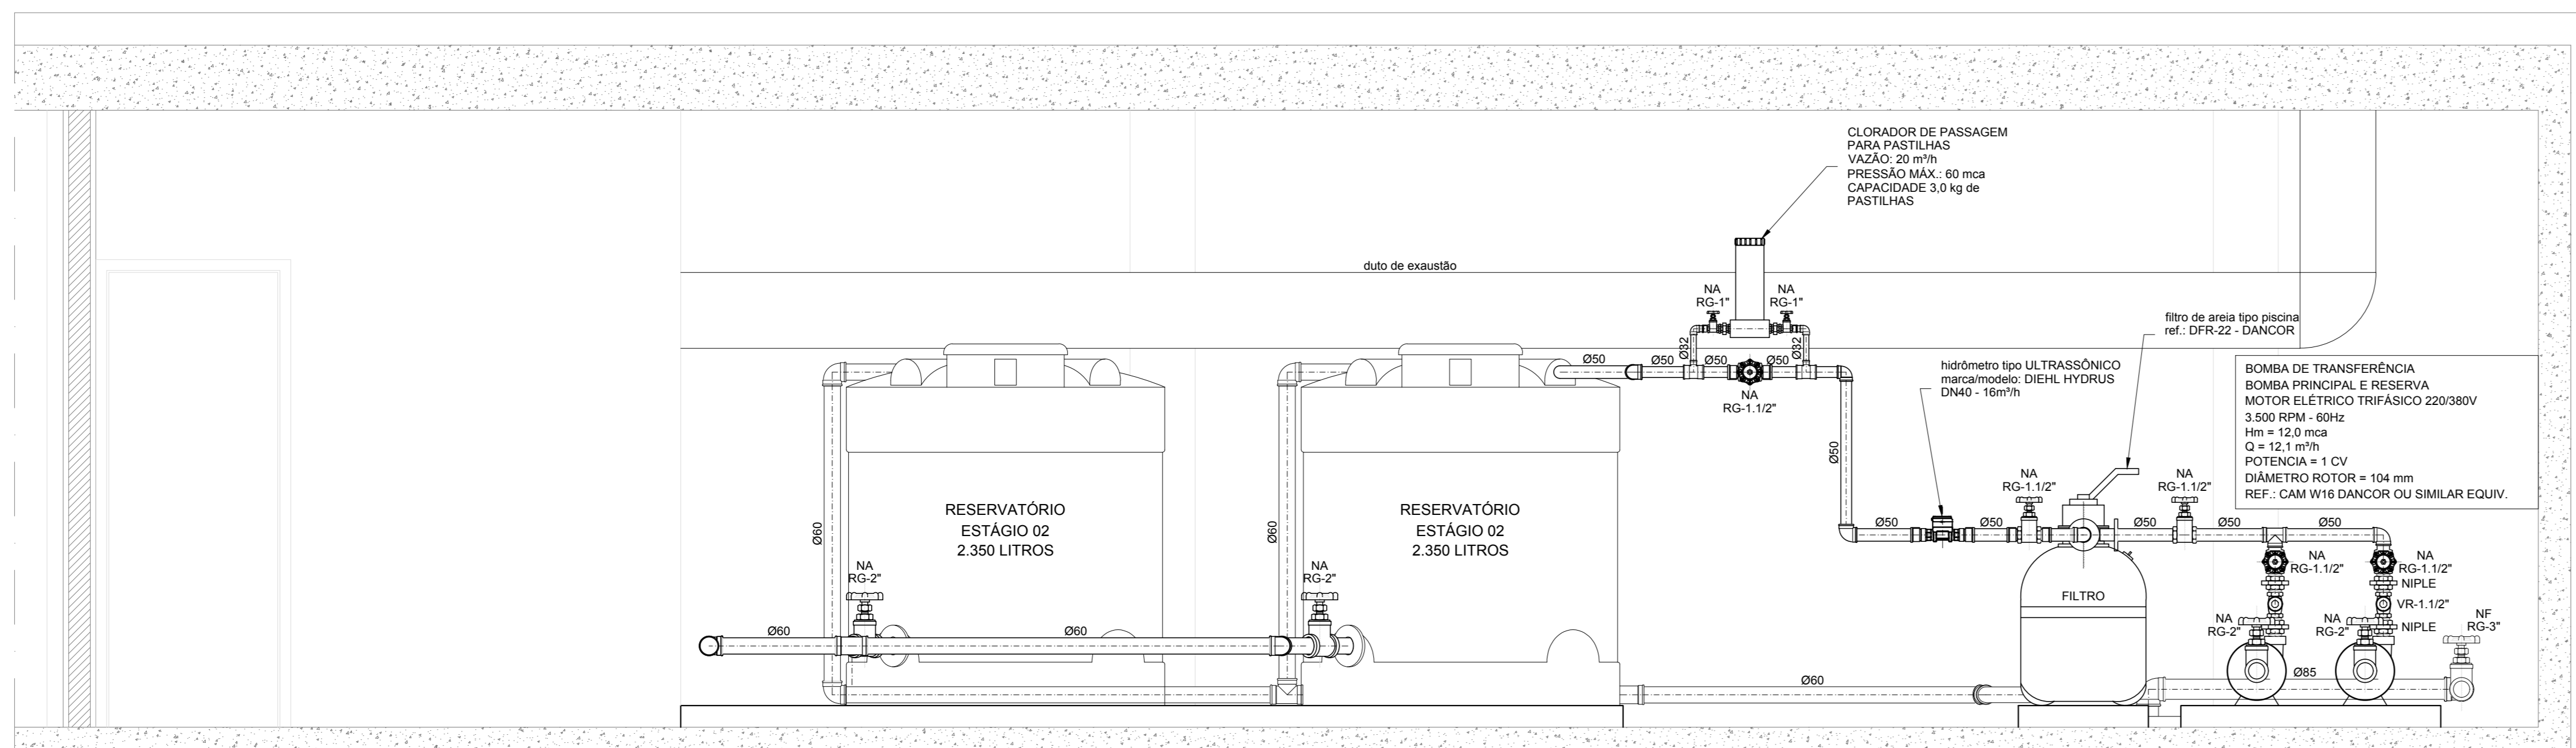 CLORADOR DE PASSAGEM
PARA PASTILHAS
VAZÃO: 20 m³/h
PRESSÃO MÁX.: 60 mca
CAPACIDADE 3,0 kg de
PASTILHAS
duto de exaustão
NA
RG-1"
NA
RG-1"
filtro de areia tipo piscina
ref.: DFR-22 - DANCOR
Ø32
Ø32
Ø50
Ø50
Ø50
Ø50
NA
RG-1.1/2"
hidrômetro tipo ULTRASSÔNICO
marca/modelo: DIEHL HYDRUS
DN40 - 16m³/h
BOMBA DE TRANSFERÊNCIA
BOMBA PRINCIPAL E RESERVA
MOTOR ELÉTRICO TRIFÁSICO 220/380V
3.500 RPM - 60Hz
Hm = 12,0 mca
Q = 12,1 m³/h
POTENCIA = 1 CV
DIÂMETRO ROTOR = 104 mm
REF.: CAM W16 DANCOR OU SIMILAR EQUIV.
Ø50
NA
RG-1.1/2"
NA
RG-1.1/2"
RESERVATÓRIO
ESTÁGIO 02
2.350 LITROS
RESERVATÓRIO
ESTÁGIO 02
2.350 LITROS
Ø60
Ø60
Ø50
Ø50
Ø50
Ø50
Ø50
NA
RG-2"
NA
RG-2"
NA
RG-1.1/2"
NA
RG-1.1/2"
NIPLE
FILTRO
VR-1.1/2"
NA
RG-2"
NA
RG-2"
NIPLE
NF
RG-3"
Ø60
Ø60
Ø60
Ø85